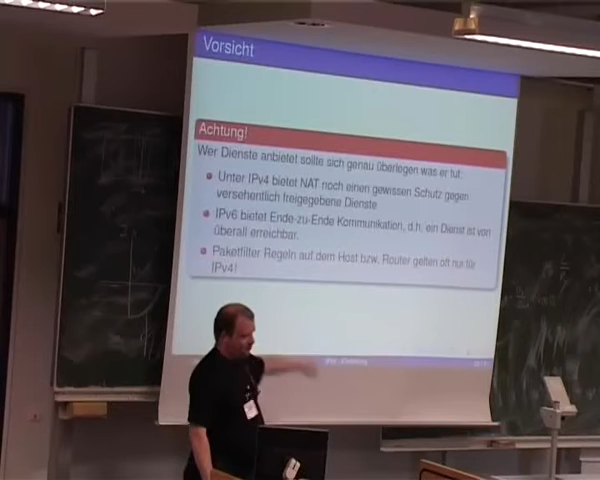 Vorsicht
Achtung!
Wer Dienste anbietet sollte sich genau überlegen was er tut:
Unter IPv4 bietet NAT noch einen gewissen Schutz gegen
versehentlich freigegebene Dienste
IPv6 bietet Ende-zu-Ende Kommunikation, d.h. ein Dienst ist von
überall erreichbar.
Paketfilter Regeln auf dem Host bzw. Router gelten oft nur für
IPv4!